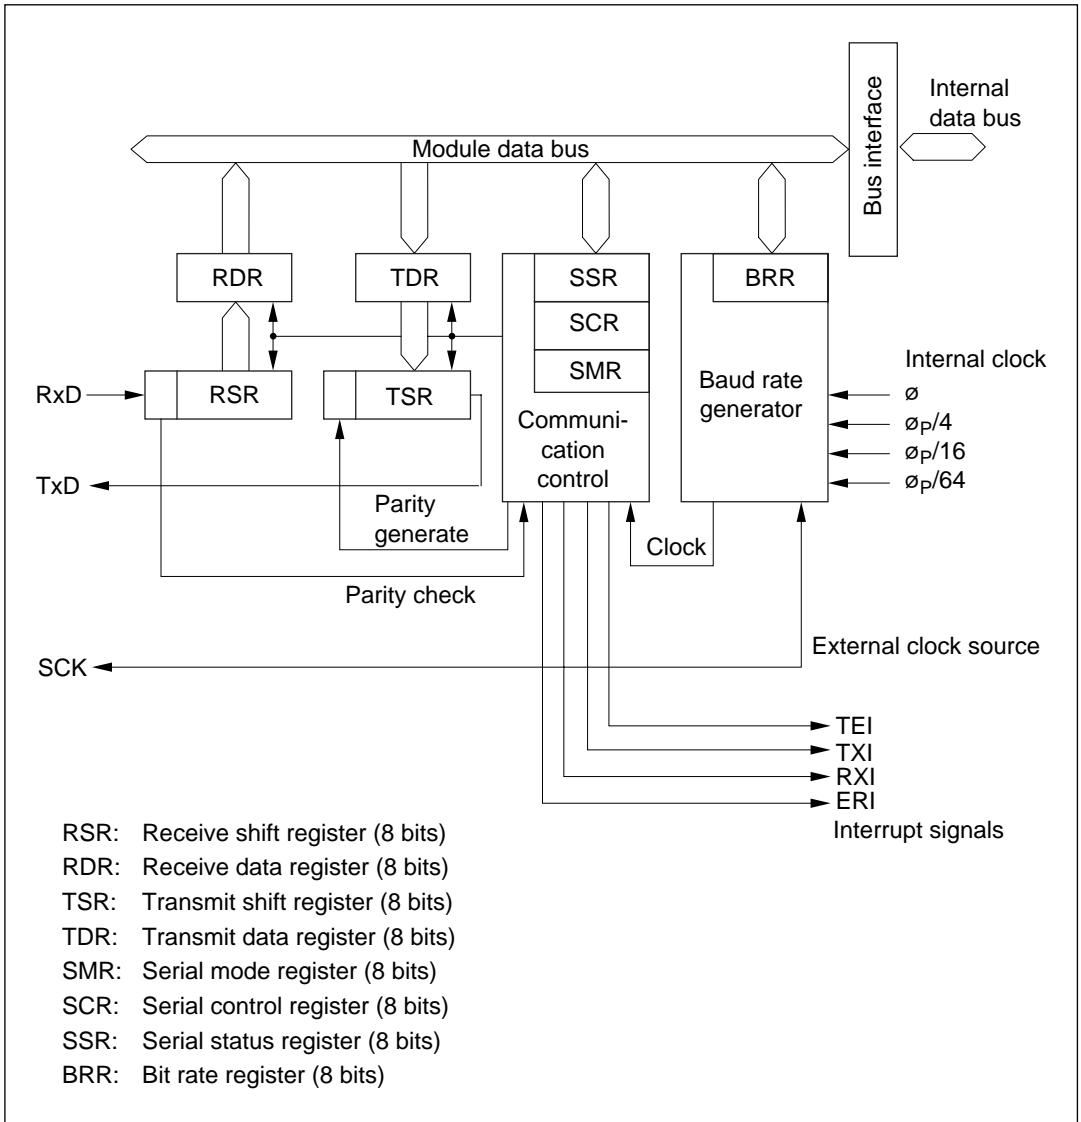 Internal
data bus
Bus interface
Module data bus
RDR
TDR
SSR
BRR
SCR
SMR
RSR
TSR
RxD
TxD
Communi-
cation
control
Baud rate
generator
Internal clock
ø
øP/4
øP/16
øP/64
Parity
generate
Clock
Parity check
External clock source
SCK
TEI
TXI
RXI
ERI
Interrupt signals
RSR: Receive shift register (8 bits)
RDR: Receive data register (8 bits)
TSR: Transmit shift register (8 bits)
TDR: Transmit data register (8 bits)
SMR: Serial mode register (8 bits)
SCR: Serial control register (8 bits)
SSR: Serial status register (8 bits)
BRR: Bit rate register (8 bits)